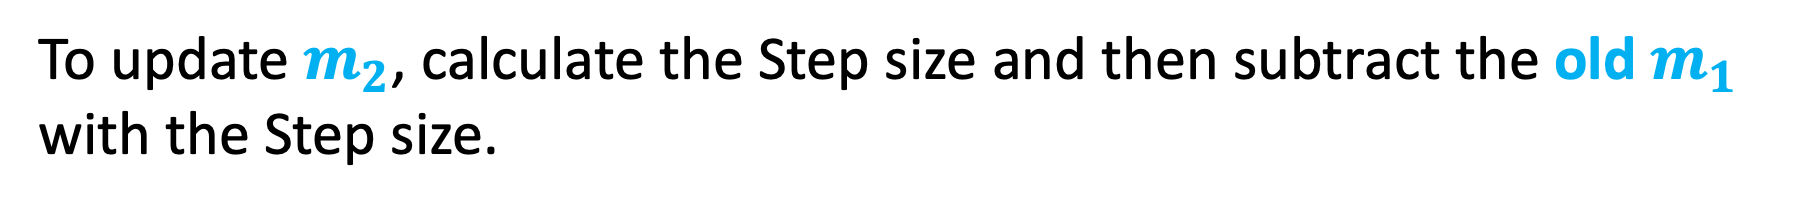 To update m₂, calculate the Step size and then subtract the old m₁
with the Step size.